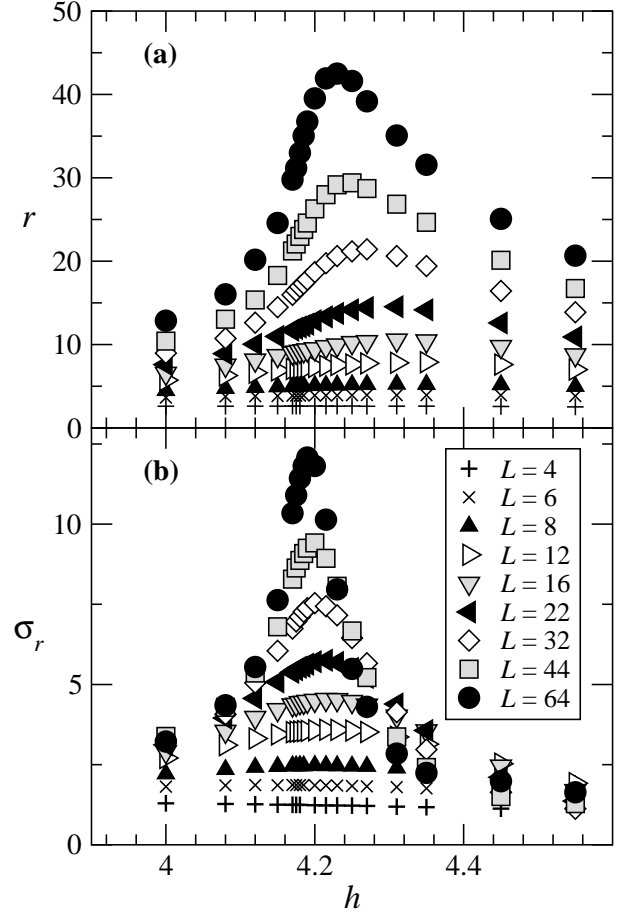 50
(a)
40
30
r
20
10
0
(b)
L = 4
L = 6
10
L = 8
L = 12
L = 16
σr
L = 22
5
L = 32
L = 44
L = 64
0
4
4.2
4.4
h